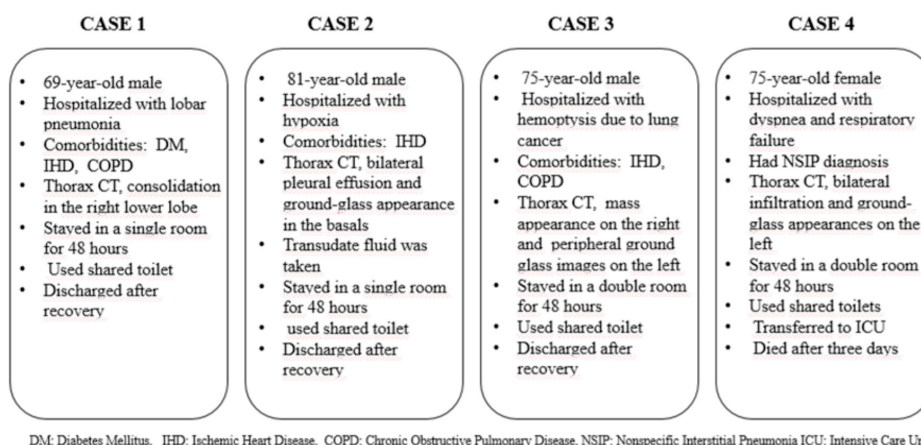 CASE 1
69-year-old male
Hospitalized with lobar
pneumonia
Comorbidities: DM,
IHD, COPD
Thorax CT, consolidation
in the right lower lobe
Stayed in a single room
for 48 hours
Used shared toilet
Discharged after
recovery
CASE 2
81-year-old male
Hospitalized with
hypoxia
Comorbidities: IHD
Thorax CT, bilateral
pleural effusion and
ground-glass appearance
in the basals
Transudate fluid was
taken
Stayed in a single room
for 48 hours
used shared toilet
Discharged after
recovery
CASE 3
75-year-old male
Hospitalized with
hemoptysis due to lung
cancer
Comorbidities: IHD,
COPD
Thorax CT, mass
appearance on the right
and peripheral ground
glass images on the left
Stayed in a double room
for 48 hours
Used shared toilet
Discharged after
recovery
CASE 4
75-year-old female
Hospitalized with
dyspnea and respiratory
failure
Had NSIP diagnosis
Thorax CT, bilateral
infiltration and ground-
glass appearances on the
left
Stayed in a double room
for 48 hours
Used shared toilets
Transferred to ICU
Died after three days
DM: Diabetes Mellitus, IHD: Ischemic Heart Disease, COPD: Chronic Obstructive Pulmonary Disease, NSIP: Nonspecific Interstitial Pneumonia ICU: Intensive Care